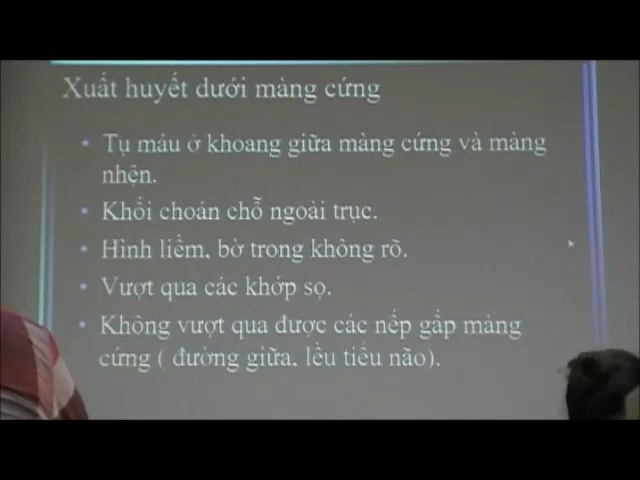 Xuất huyết dưới màng cứng
• Tụ máu ở khoang giữa màng cứng và màng
nhện.
• Khối choán chỗ ngoài trục.
• Hình liềm, bờ trong không rõ.
• Vượt qua các khớp sọ.
• Không vượt qua được các nếp gấp màng
cứng ( đường giữa, lều tiểu não).